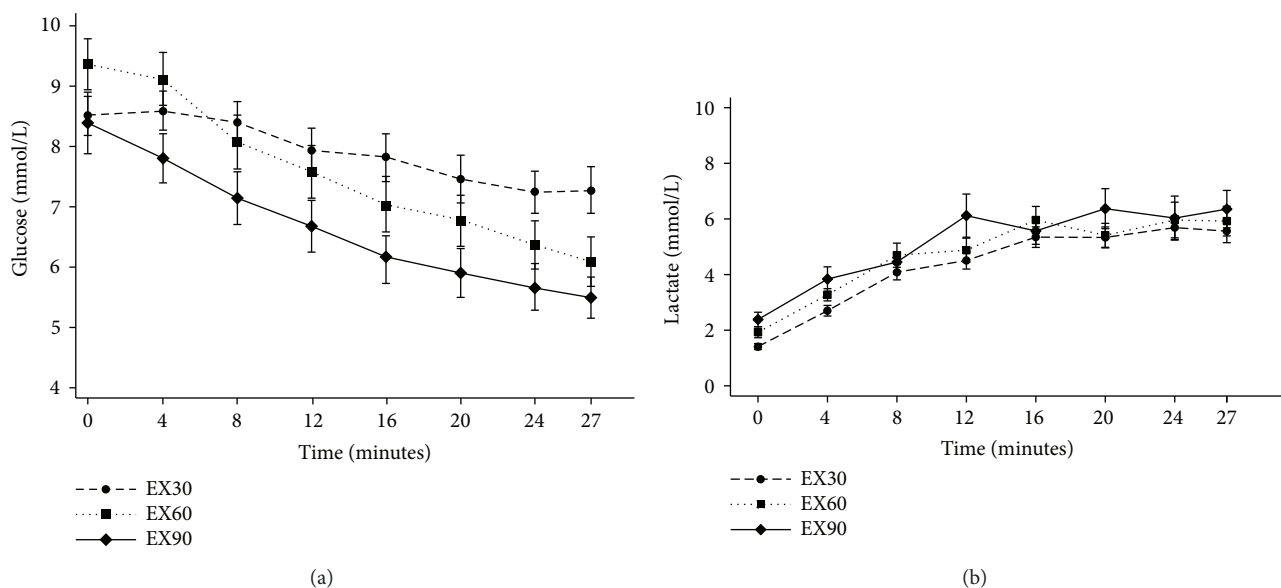 10
9
8
7
6
5
4
Glucose (mmol/L)
0 4 8 12 16 20 24 27
Time (minutes)
EX30
EX60
EX90
(a)
10
8
6
4
2
0
Lactate (mmol/L)
0 4 8 12 16 20 24 27
Time (minutes)
EX30
EX60
EX90
(b)